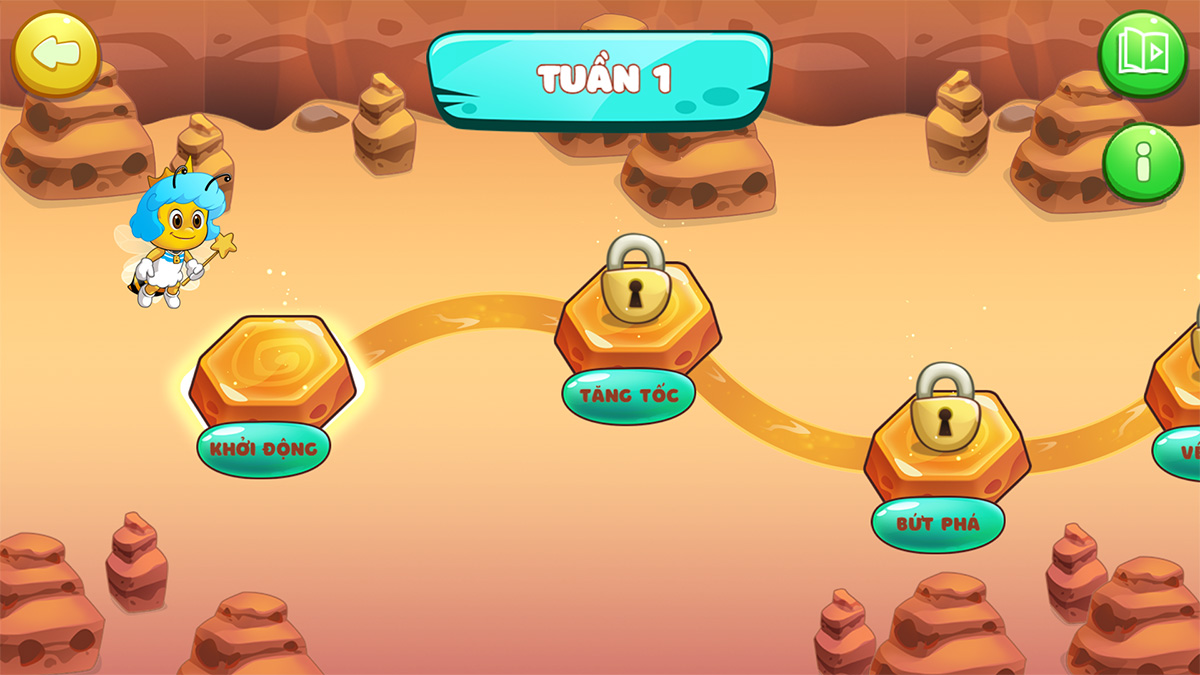 TUẦN 1
KHỞI ĐỘNG
TĂNG TỐC
BỨT PHÁ